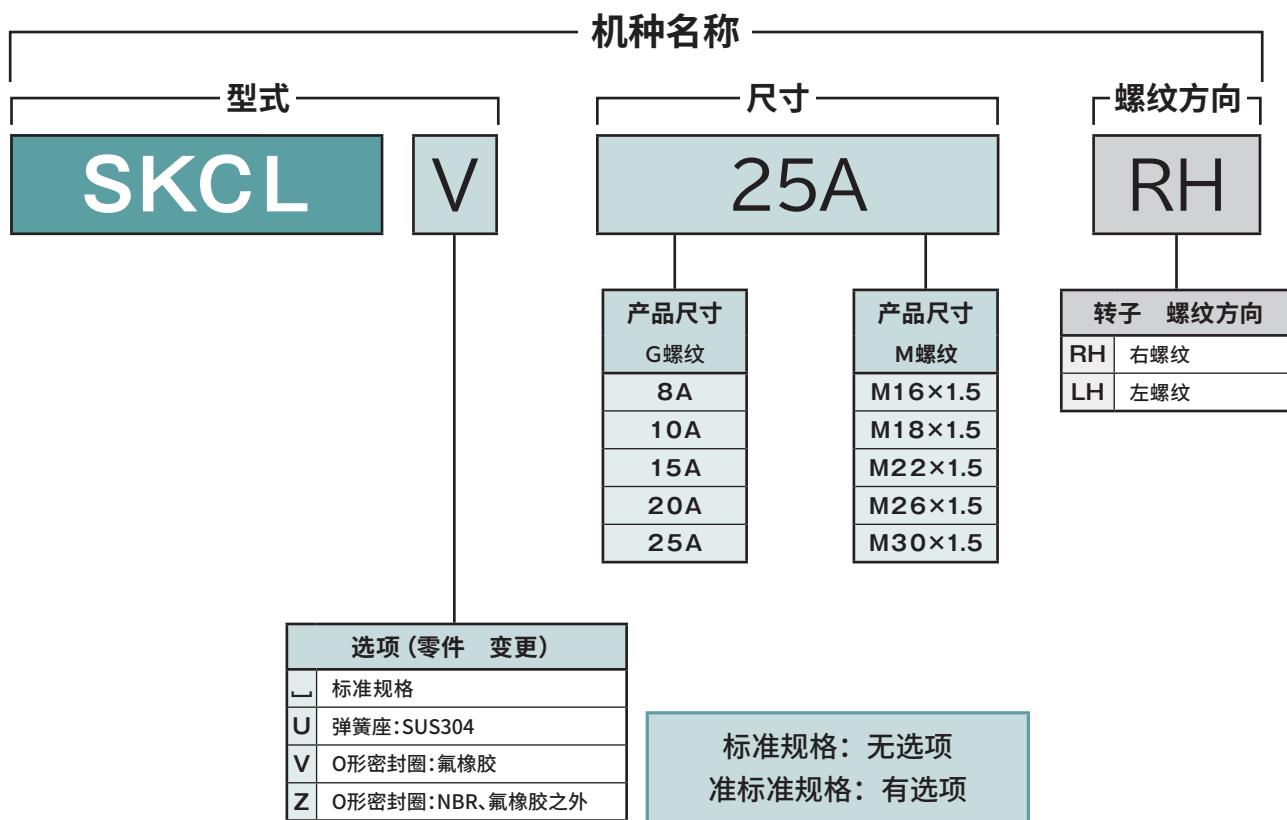 机种名称
型式 尺寸 螺纹方向
SKCL V 25A RH
产品尺寸 产品尺寸 转子 螺纹方向
G螺纹 M螺纹 RH 右螺纹
8A M16×1.5 LH 左螺纹
10A M18×1.5
15A M22×1.5
20A M26×1.5
25A M30×1.5
选项（零件 变更）
⎵ 标准规格
U 弹簧座:SUS304
V O形密封圈:氟橡胶
Z O形密封圈:NBR、氟橡胶之外
标准规格：无选项
准标准规格：有选项